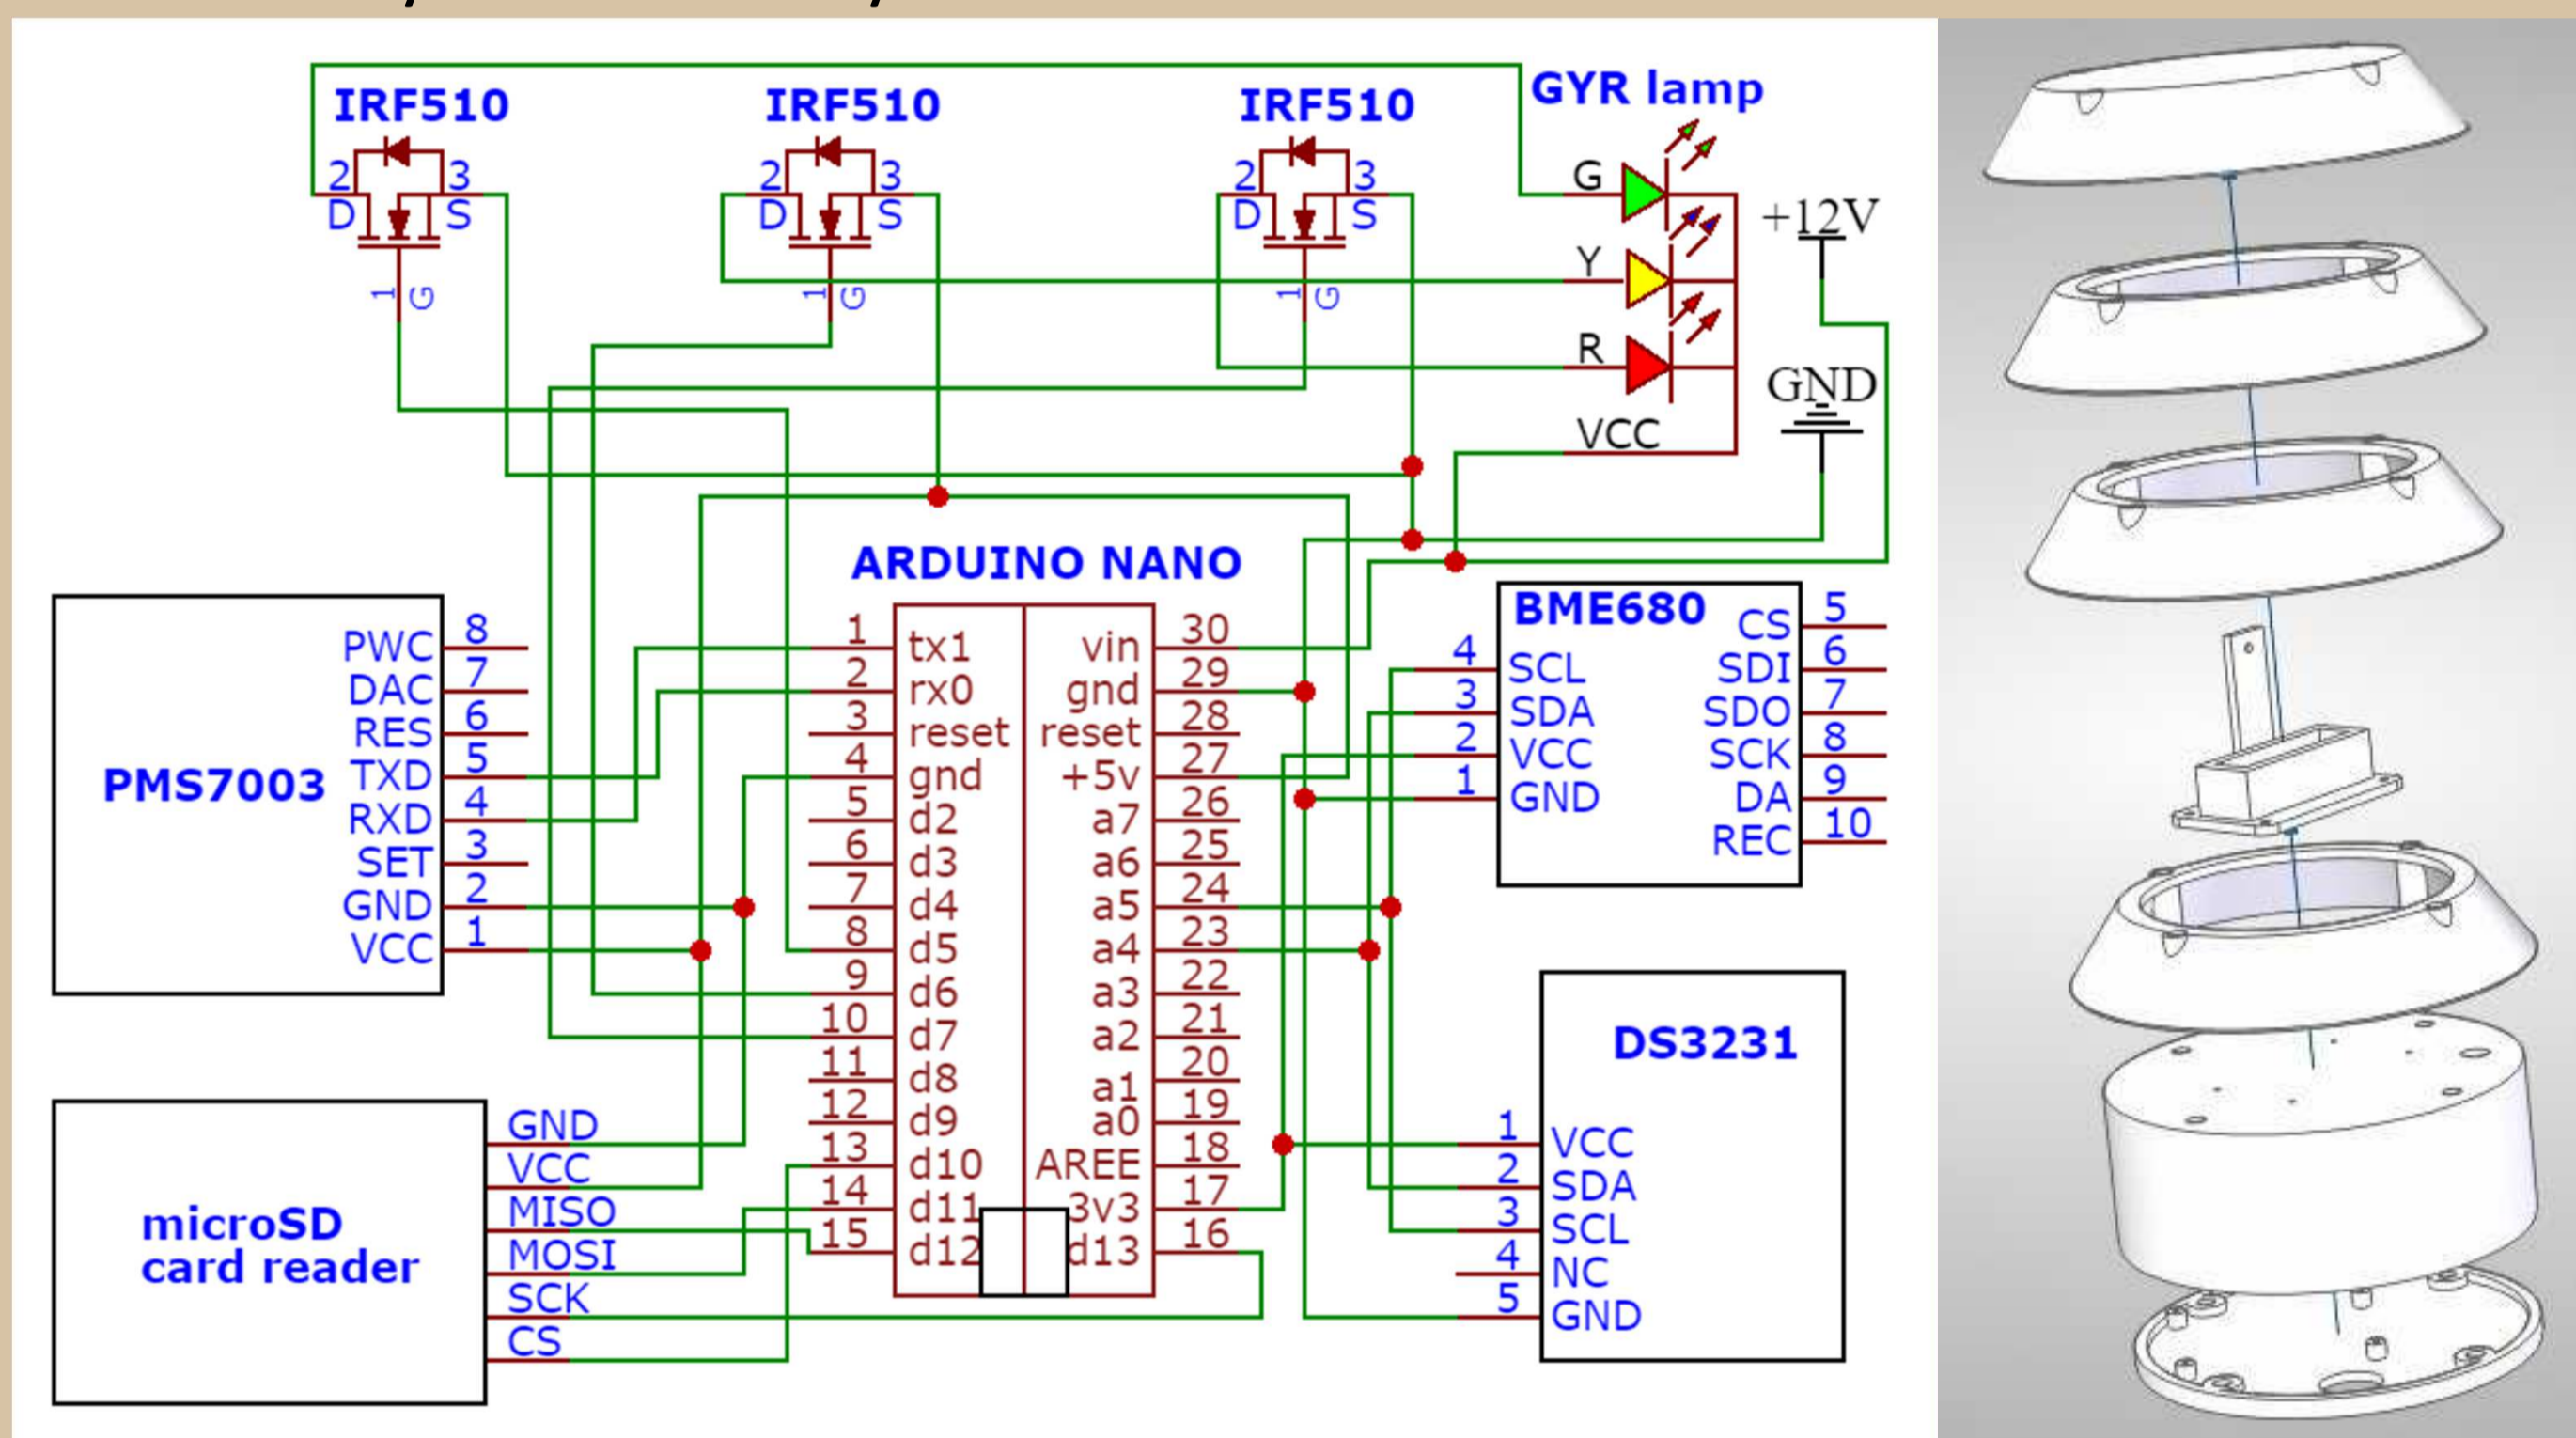 IRF510
IRF510
IRF510
GYR lamp
2
3
D
S
1
G
2
3
D
S
1
G
2
3
D
S
1
G
G
Y
R
VCC
+12V
GND
ARDUINO NANO
1 tx1
2 rx0
3 reset
4 gnd
5 d2
6 d3
7 d4
8 d5
9 d6
10 d7
11 d8
12 d9
13 d10
14 d11
15 d12
vin 30
gnd 29
reset 28
+5v 27
a7 26
a6 25
a5 24
a4 23
a3 22
a2 21
a1 20
a0 19
AREE 18
3v3 17
d13 16
PMS7003
PWC 8
DAC 7
RES 6
TXD 5
RXD 4
SET 3
GND 2
VCC 1
microSD
card reader
GND
VCC
MISO
MOSI
SCK
CS
BME680
4 SCL
3 SDA
2 VCC
1 GND
CS 5
SDI 6
SDO 7
SCK 8
DA 9
REC 10
DS3231
1 VCC
2 SDA
3 SCL
4 NC
5 GND